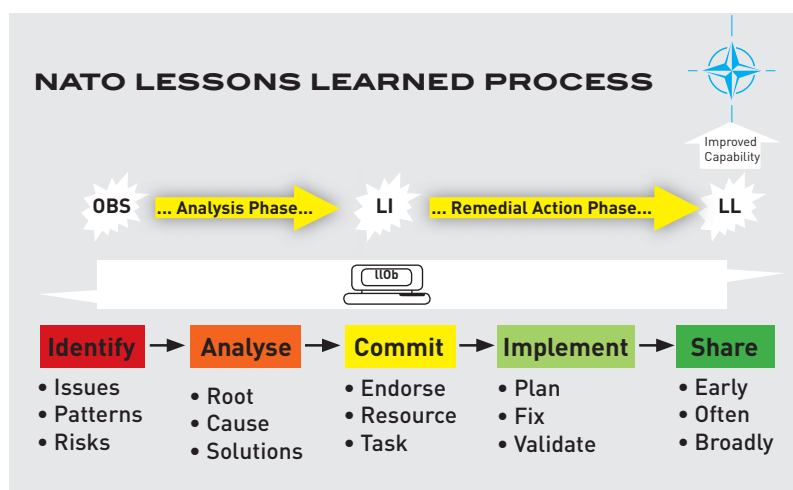 NATO LESSONS LEARNED PROCESS
Improved
Capability
OBS
... Analysis Phase...
LI
... Remedial Action Phase...
LL
llOb
Identify
Analyse
Commit
Implement
Share
• Issues
• Patterns
• Risks
• Root
• Cause
• Solutions
• Endorse
• Resource
• Task
• Plan
• Fix
• Validate
• Early
• Often
• Broadly